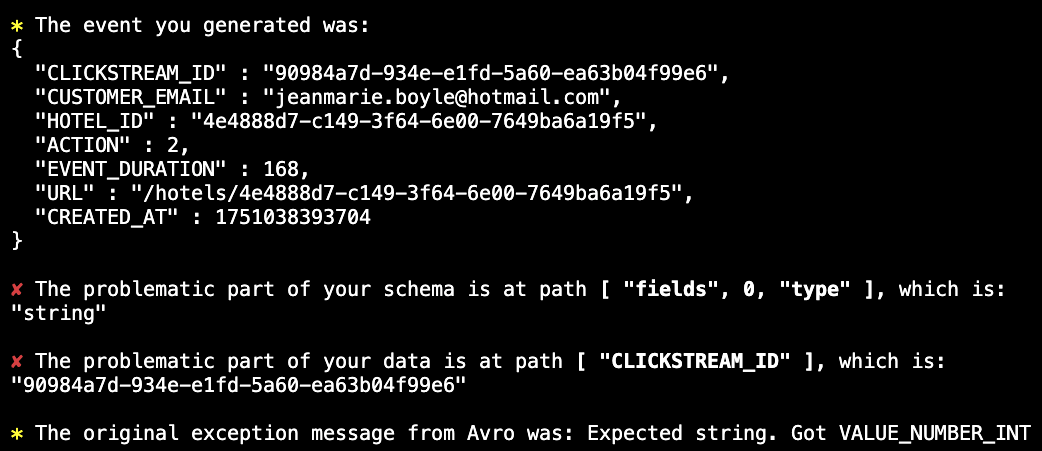 * The event you generated was:
{
  "CLICKSTREAM_ID" : "90984a7d-934e-e1fd-5a60-ea63b04f99e6",
  "CUSTOMER_EMAIL" : "jeanmarie.boyle@hotmail.com",
  "HOTEL_ID" : "4e4888d7-c149-3f64-6e00-7649ba6a19f5",
  "ACTION" : 2,
  "EVENT_DURATION" : 168,
  "URL" : "/hotels/4e4888d7-c149-3f64-6e00-7649ba6a19f5",
  "CREATED_AT" : 1751038393704
}
✘ The problematic part of your schema is at path [ "fields", 0, "type" ], which is:
"string"
✘ The problematic part of your data is at path [ "CLICKSTREAM_ID" ], which is:
"90984a7d-934e-e1fd-5a60-ea63b04f99e6"
* The original exception message from Avro was: Expected string. Got VALUE_NUMBER_INT